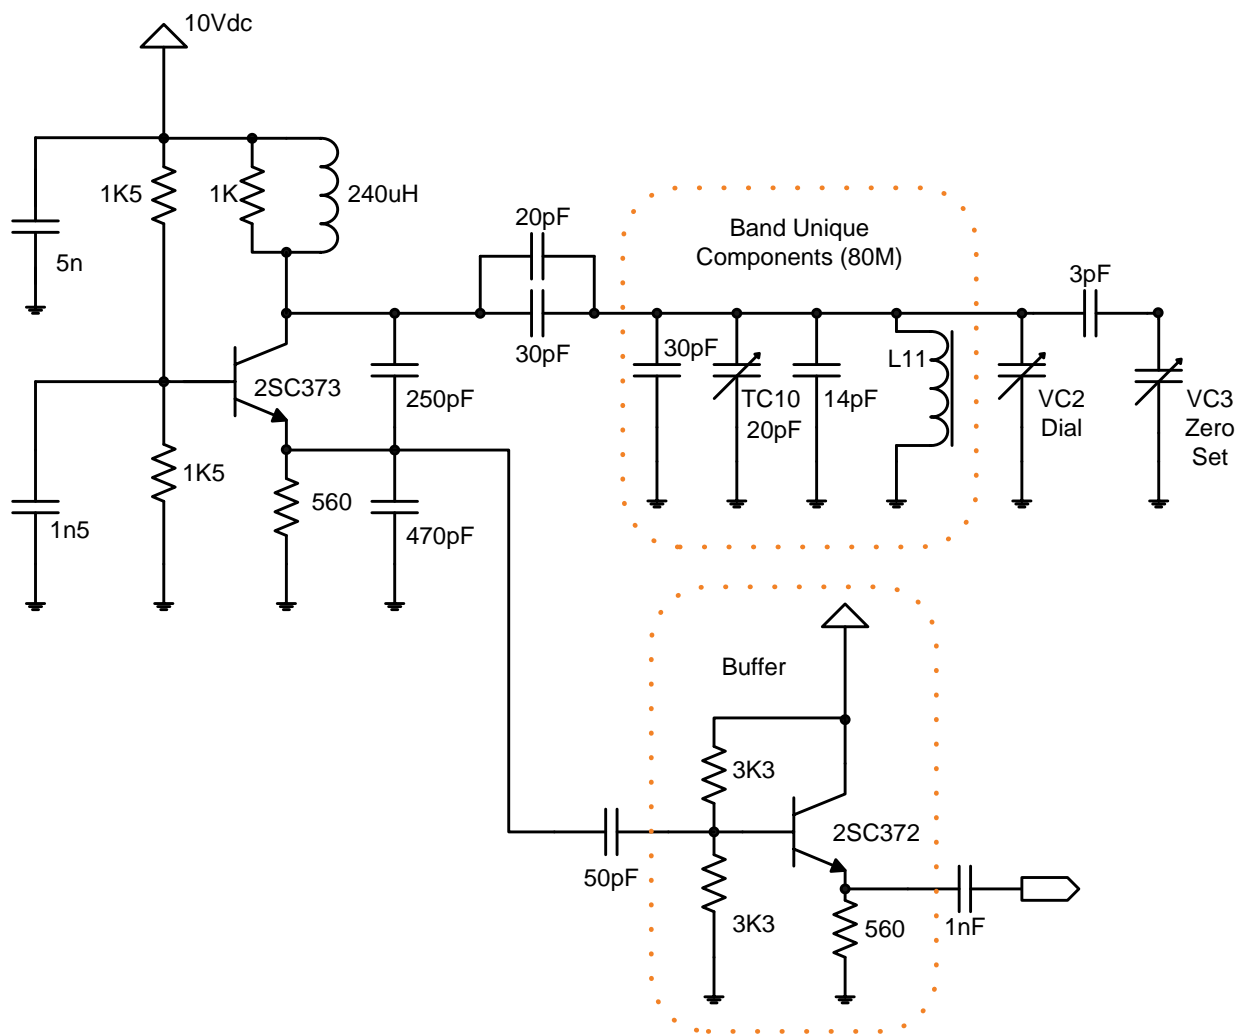 10Vdc
1K5
1K
240uH
5n
20pF
30pF
Band Unique
Components (80M)
3pF
30pF
L11
TC10
20pF
14pF
VC2
Dial
VC3
Zero
Set
2SC373
250pF
1K5
560
1n5
470pF
Buffer
3K3
2SC372
50pF
3K3
560
1nF